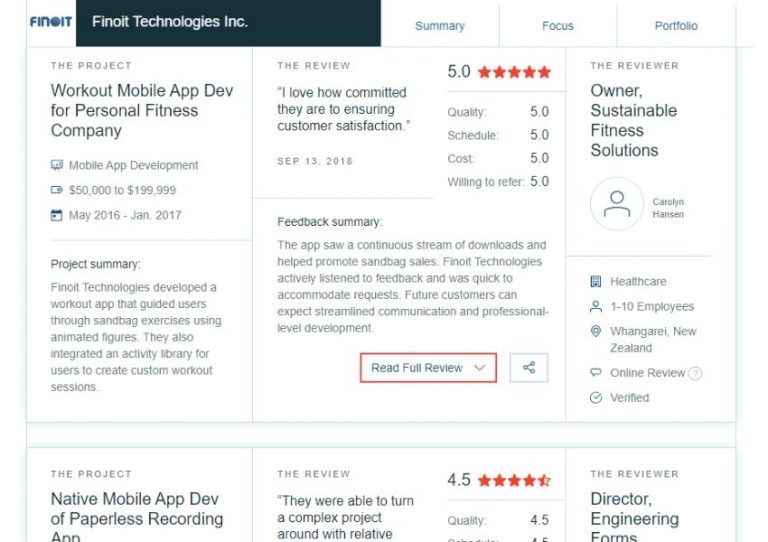 FINOIT
Finoit Technologies Inc.
Summary
Focus
Portfolio
THE PROJECT
Workout Mobile App Dev
for Personal Fitness
Company
Mobile App Development
$50,000 to $199,999
May 2016 - Jan. 2017
Project summary:
Finoit Technologies developed a
workout app that guided users
through sandbag exercises using
animated figures. They also
integrated an activity library for
users to create custom workout
sessions.
THE REVIEW
“I love how committed
they are to ensuring
customer satisfaction.”
SEP 13, 2018
5.0
Quality: 5.0
Schedule: 5.0
Cost: 5.0
Willing to refer: 5.0
Feedback summary:
The app saw a continuous stream of downloads and
helped promote sandbag sales. Finoit Technologies
actively listened to feedback and was quick to
accommodate requests. Future customers can
expect streamlined communication and professional-
level development.
Read Full Review
THE REVIEWER
Owner,
Sustainable
Fitness
Solutions
Carolyn
Hansen
Healthcare
1-10 Employees
Whangarei, New
Zealand
Online Review ?
Verified
THE PROJECT
Native Mobile App Dev
of Paperless Recording
App
THE REVIEW
“They were able to turn
a complex project
around with relative
4.5
Quality: 4.5
Schedule: 4.5
THE REVIEWER
Director,
Engineering
Forms